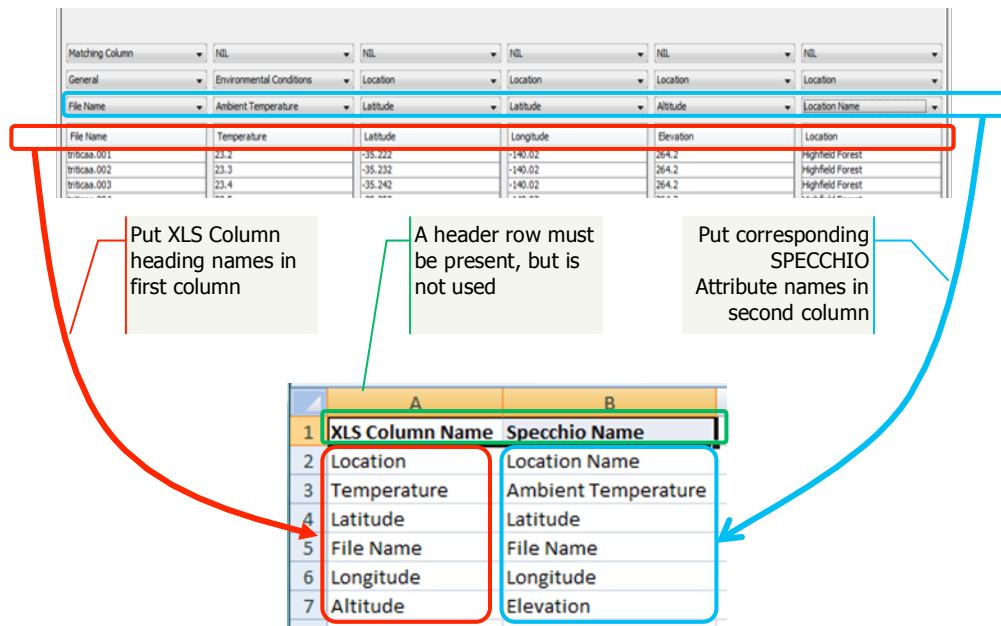 Matching Column NIL NIL NIL NIL NIL
General Environmental Conditions Location Location Location Location
File Name Ambient Temperature Latitude Latitude Altitude Location Name
File Name Temperature Latitude Longitude Elevation Location
triticaa.001 23.2 -35.222 -140.02 264.2 Highfield Forest
triticaa.002 23.3 -35.232 -140.02 264.2 Highfield Forest
triticaa.003 23.4 -35.242 -140.02 264.2 Highfield Forest
Put XLS Column
heading names in
first column
A header row must
be present, but is
not used
Put corresponding
SPECCHIO
Attribute names in
second column
A B
1 XLS Column Name Specchio Name
2 Location Location Name
3 Temperature Ambient Temperature
4 Latitude Latitude
5 File Name File Name
6 Longitude Longitude
7 Altitude Elevation